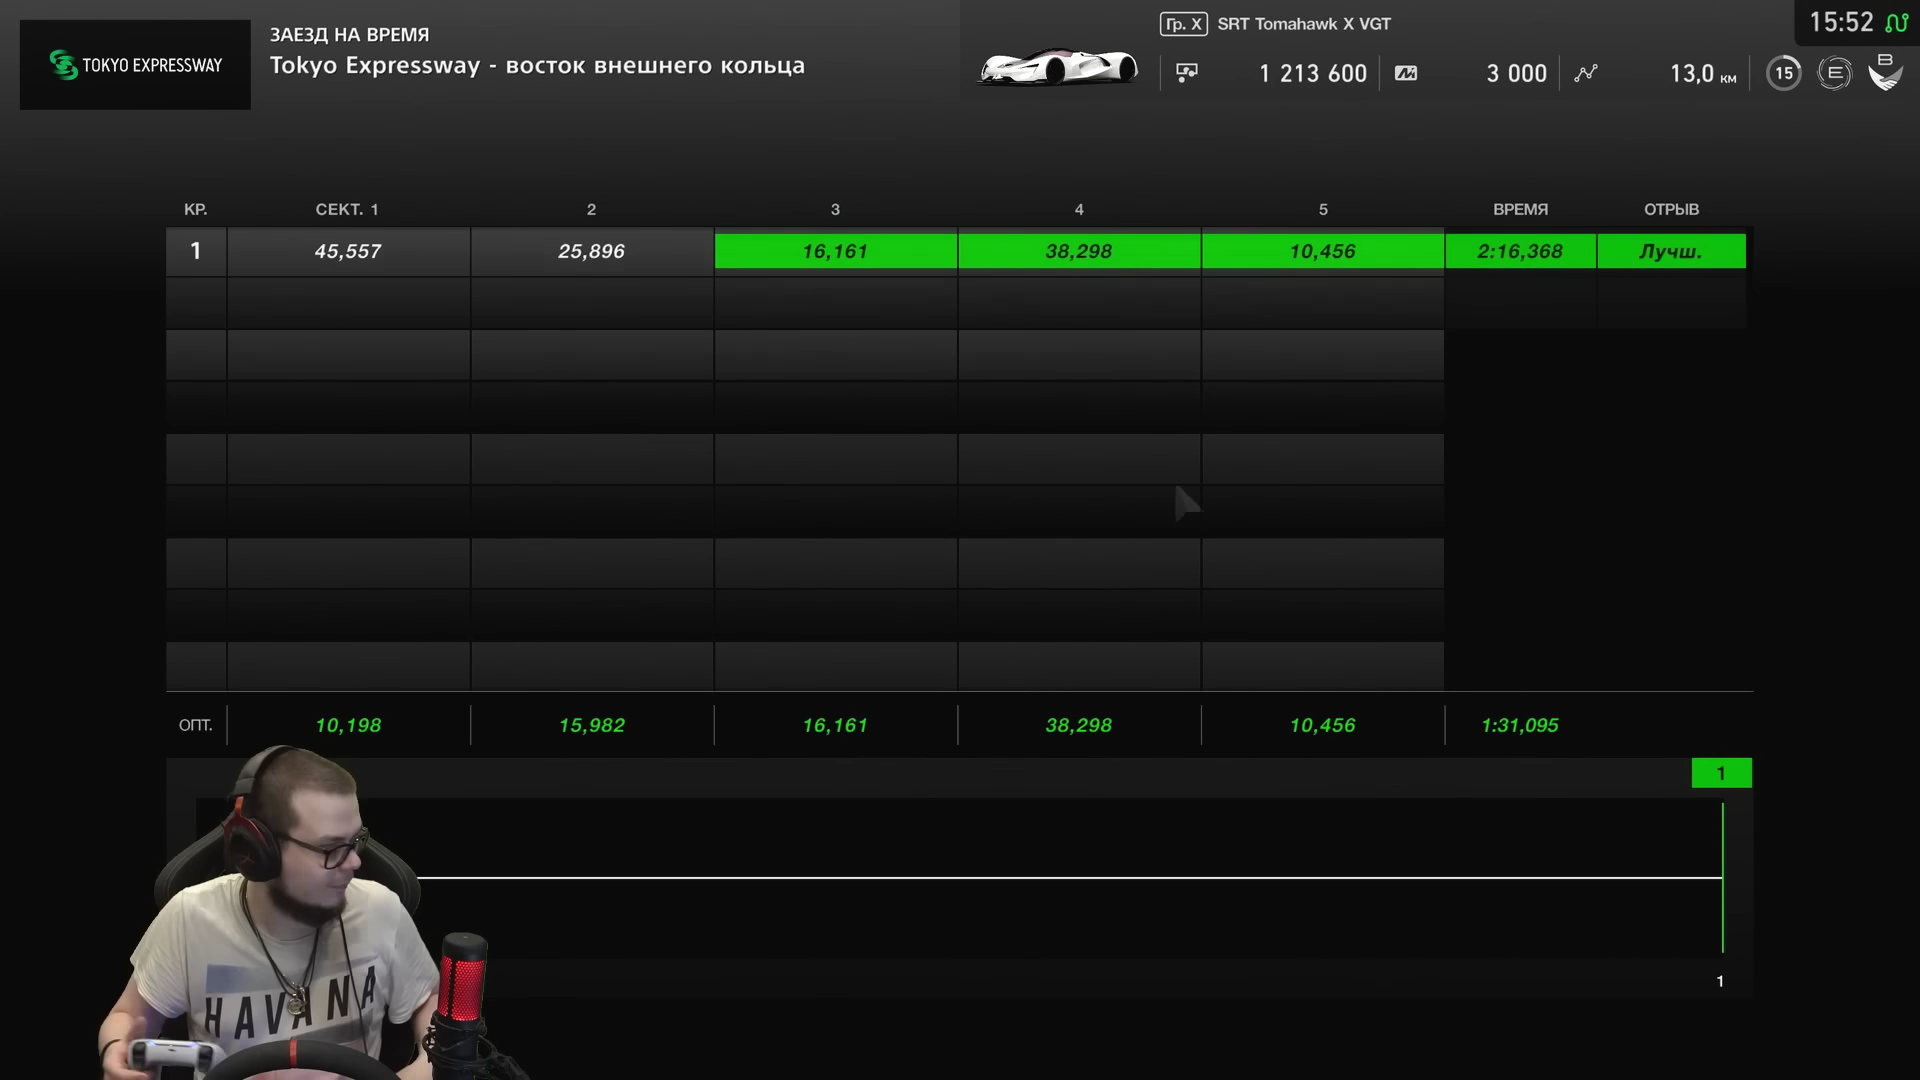 TOKYO EXPRESSWAY
ЗАЕЗД НА ВРЕМЯ
Tokyo Expressway - восток внешнего кольца
Гр. X SRT Tomahawk X VGT
1 213 600 3 000 13,0 км 15 E B
15:52
КР. СЕКТ. 1 2 3 4 5 ВРЕМЯ ОТРЫВ
1 45,557 25,896 16,161 38,298 10,456 2:16,368 Лучш.
ОПТ. 10,198 15,982 16,161 38,298 10,456 1:31,095
1
1
HAVANA